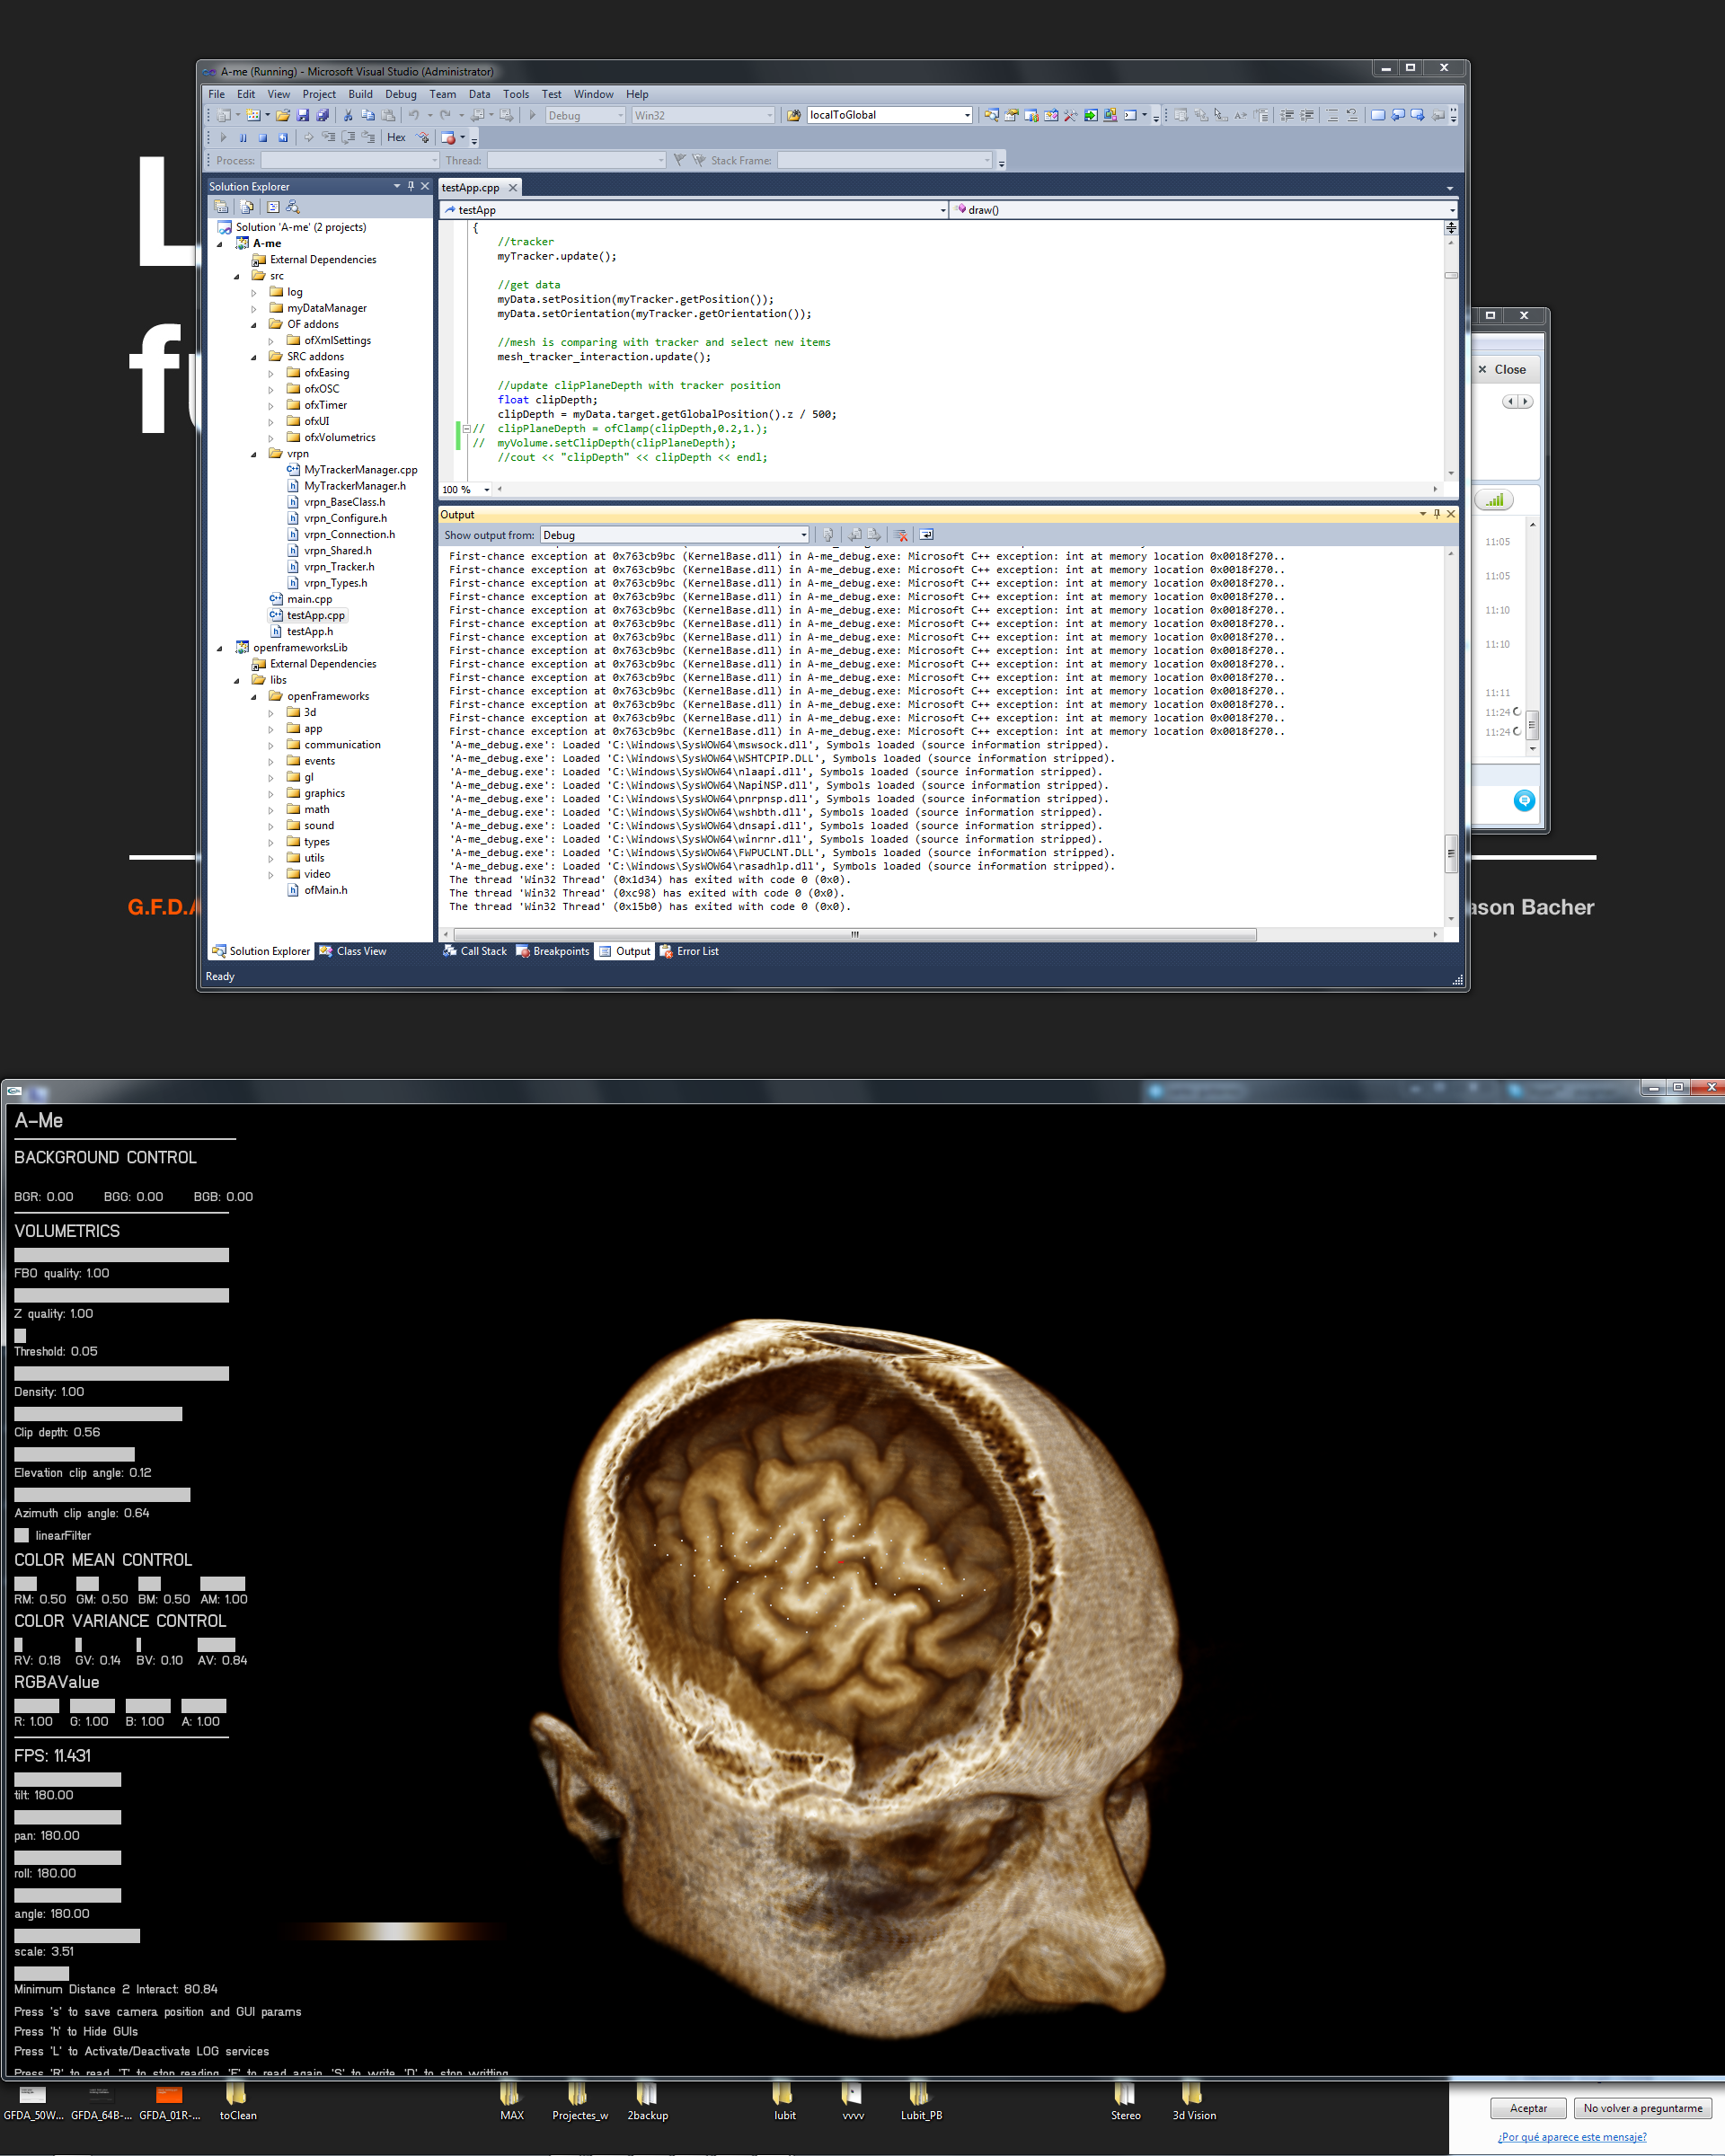 L
fu
G.F.D.A
ason Bacher
A-me (Running) - Microsoft Visual Studio (Administrator)
File Edit View Project Build Debug Team Data Tools Test Window Help
Debug Win32 localToGlobal
Hex
Process: Thread: Stack Frame:
Solution Explorer
Solution 'A-me' (2 projects)
A-me
External Dependencies
src
log
myDataManager
OF addons
ofXmlSettings
SRC addons
ofxEasing
ofxOSC
ofxTimer
ofxUI
ofxVolumetrics
vrpn
MyTrackerManager.cpp
MyTrackerManager.h
vrpn_BaseClass.h
vrpn_Configure.h
vrpn_Connection.h
vrpn_Shared.h
vrpn_Tracker.h
vrpn_Types.h
main.cpp
testApp.cpp
testApp.h
openframeworksLib
External Dependencies
libs
openFrameworks
3d
app
communication
events
gl
graphics
math
sound
types
utils
video
ofMain.h
Solution Explorer Class View
testApp.cpp
testApp draw()
{
//tracker
myTracker.update();
//get data
myData.setPosition(myTracker.getPosition());
myData.setOrientation(myTracker.getOrientation());
//mesh is comparing with tracker and select new items
mesh_tracker_interaction.update();
//update clipPlaneDepth with tracker position
float clipDepth;
clipDepth = myData.target.getGlobalPosition().z / 500;
// clipPlaneDepth = ofClamp(clipDepth,0.2,1.);
// myVolume.setClipDepth(clipPlaneDepth);
//cout << "clipDepth" << clipDepth << endl;
100 %
Output
Show output from: Debug
First-chance exception at 0x763cb9bc (KernelBase.dll) in A-me_debug.exe: Microsoft C++ exception: int at memory location 0x0018f270..
First-chance exception at 0x763cb9bc (KernelBase.dll) in A-me_debug.exe: Microsoft C++ exception: int at memory location 0x0018f270..
First-chance exception at 0x763cb9bc (KernelBase.dll) in A-me_debug.exe: Microsoft C++ exception: int at memory location 0x0018f270..
First-chance exception at 0x763cb9bc (KernelBase.dll) in A-me_debug.exe: Microsoft C++ exception: int at memory location 0x0018f270..
First-chance exception at 0x763cb9bc (KernelBase.dll) in A-me_debug.exe: Microsoft C++ exception: int at memory location 0x0018f270..
First-chance exception at 0x763cb9bc (KernelBase.dll) in A-me_debug.exe: Microsoft C++ exception: int at memory location 0x0018f270..
First-chance exception at 0x763cb9bc (KernelBase.dll) in A-me_debug.exe: Microsoft C++ exception: int at memory location 0x0018f270..
First-chance exception at 0x763cb9bc (KernelBase.dll) in A-me_debug.exe: Microsoft C++ exception: int at memory location 0x0018f270..
First-chance exception at 0x763cb9bc (KernelBase.dll) in A-me_debug.exe: Microsoft C++ exception: int at memory location 0x0018f270..
First-chance exception at 0x763cb9bc (KernelBase.dll) in A-me_debug.exe: Microsoft C++ exception: int at memory location 0x0018f270..
First-chance exception at 0x763cb9bc (KernelBase.dll) in A-me_debug.exe: Microsoft C++ exception: int at memory location 0x0018f270..
First-chance exception at 0x763cb9bc (KernelBase.dll) in A-me_debug.exe: Microsoft C++ exception: int at memory location 0x0018f270..
First-chance exception at 0x763cb9bc (KernelBase.dll) in A-me_debug.exe: Microsoft C++ exception: int at memory location 0x0018f270..
First-chance exception at 0x763cb9bc (KernelBase.dll) in A-me_debug.exe: Microsoft C++ exception: int at memory location 0x0018f270..
'A-me_debug.exe': Loaded 'C:\Windows\SysWOW64\mswsock.dll', Symbols loaded (source information stripped).
'A-me_debug.exe': Loaded 'C:\Windows\SysWOW64\WSHTCPIP.DLL', Symbols loaded (source information stripped).
'A-me_debug.exe': Loaded 'C:\Windows\SysWOW64\nlaapi.dll', Symbols loaded (source information stripped).
'A-me_debug.exe': Loaded 'C:\Windows\SysWOW64\NapiNSP.dll', Symbols loaded (source information stripped).
'A-me_debug.exe': Loaded 'C:\Windows\SysWOW64\pnrpnsp.dll', Symbols loaded (source information stripped).
'A-me_debug.exe': Loaded 'C:\Windows\SysWOW64\wshbth.dll', Symbols loaded (source information stripped).
'A-me_debug.exe': Loaded 'C:\Windows\SysWOW64\dnsapi.dll', Symbols loaded (source information stripped).
'A-me_debug.exe': Loaded 'C:\Windows\SysWOW64\winrnr.dll', Symbols loaded (source information stripped).
'A-me_debug.exe': Loaded 'C:\Windows\SysWOW64\FWPUCLNT.DLL', Symbols loaded (source information stripped).
'A-me_debug.exe': Loaded 'C:\Windows\SysWOW64\rasadhlp.dll', Symbols loaded (source information stripped).
The thread 'Win32 Thread' (0x1d34) has exited with code 0 (0x0).
The thread 'Win32 Thread' (0xc98) has exited with code 0 (0x0).
The thread 'Win32 Thread' (0x15b0) has exited with code 0 (0x0).
Call Stack Breakpoints Output Error List
Ready
Close
11:05
11:05
11:10
11:10
11:11
11:24
11:24
A-Me
BACKGROUND CONTROL
BGR: 0.00 BGG: 0.00 BGB: 0.00
VOLUMETRICS
FBO quality: 1.00
Z quality: 1.00
Threshold: 0.05
Density: 1.00
Clip depth: 0.56
Elevation clip angle: 0.12
Azimuth clip angle: 0.64
linearFilter
COLOR MEAN CONTROL
RM: 0.50 GM: 0.50 BM: 0.50 AM: 1.00
COLOR VARIANCE CONTROL
RV: 0.18 GV: 0.14 BV: 0.10 AV: 0.84
RGBAValue
R: 1.00 G: 1.00 B: 1.00 A: 1.00
FPS: 11.431
tilt: 180.00
pan: 180.00
roll: 180.00
angle: 180.00
scale: 3.51
Minimum Distance 2 Interact: 80.84
Press 's' to save camera position and GUI params
Press 'h' to Hide GUIs
Press 'L' to Activate/Deactivate LOG services
Press 'R' to read, 'T' to stop reading, 'E' to read again, 'S' to write, 'D' to stop writting
GFDA_50W... GFDA_64B-... GFDA_01R-... toClean MAX Projectes_w 2backup lubit vvvv Lubit_PB Stereo 3d Vision
Aceptar No volver a preguntarme
¿Por qué aparece este mensaje?